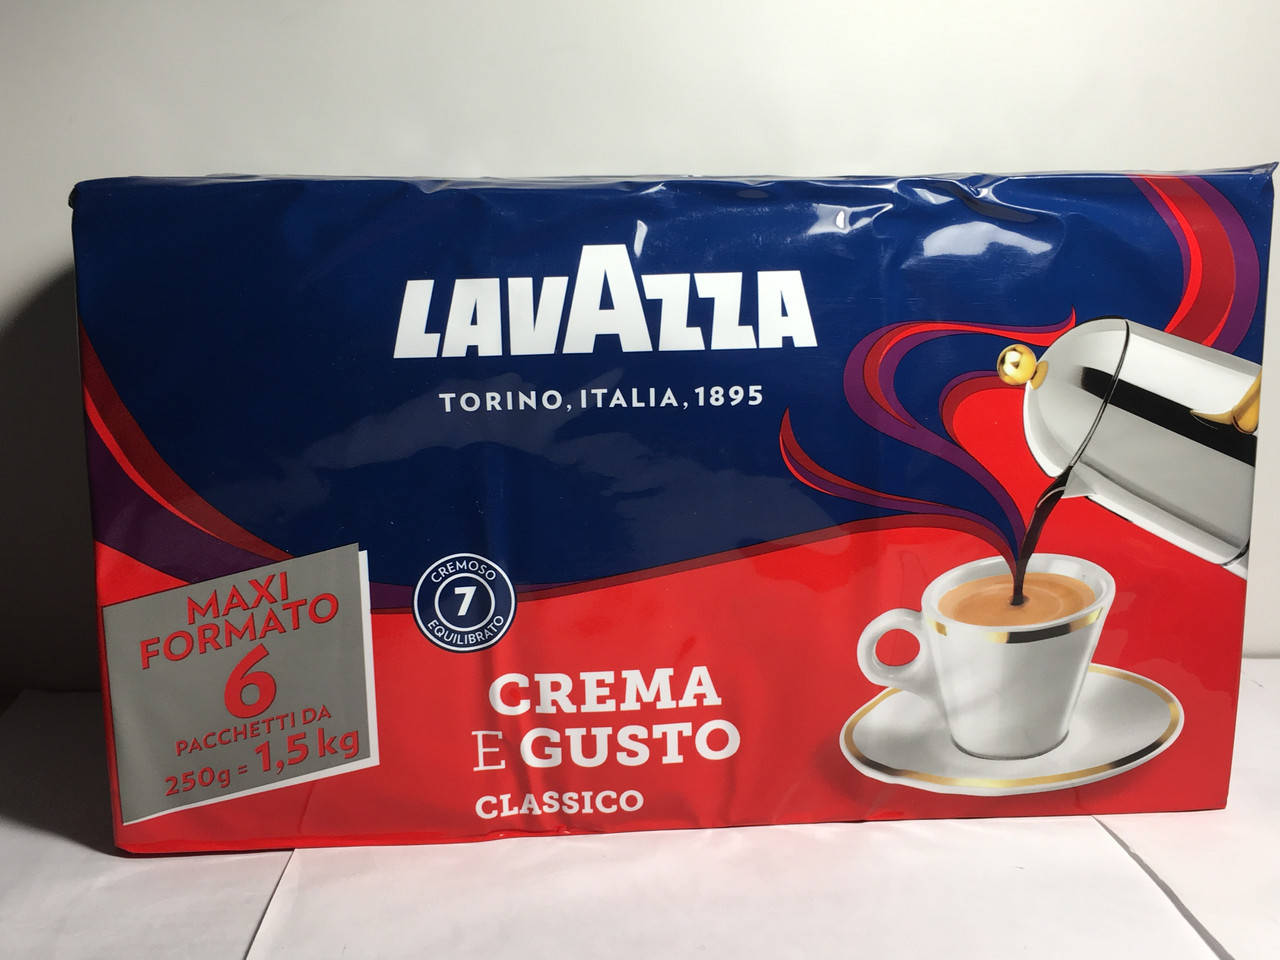 LAVAZZA
TORINO, ITALIA, 1895
MAXI
FORMATO
6
PACCHETTI DA
250g = 1,5 kg
CREMOSO
7
EQUILIBRATO
CREMA
E GUSTO
CLASSICO